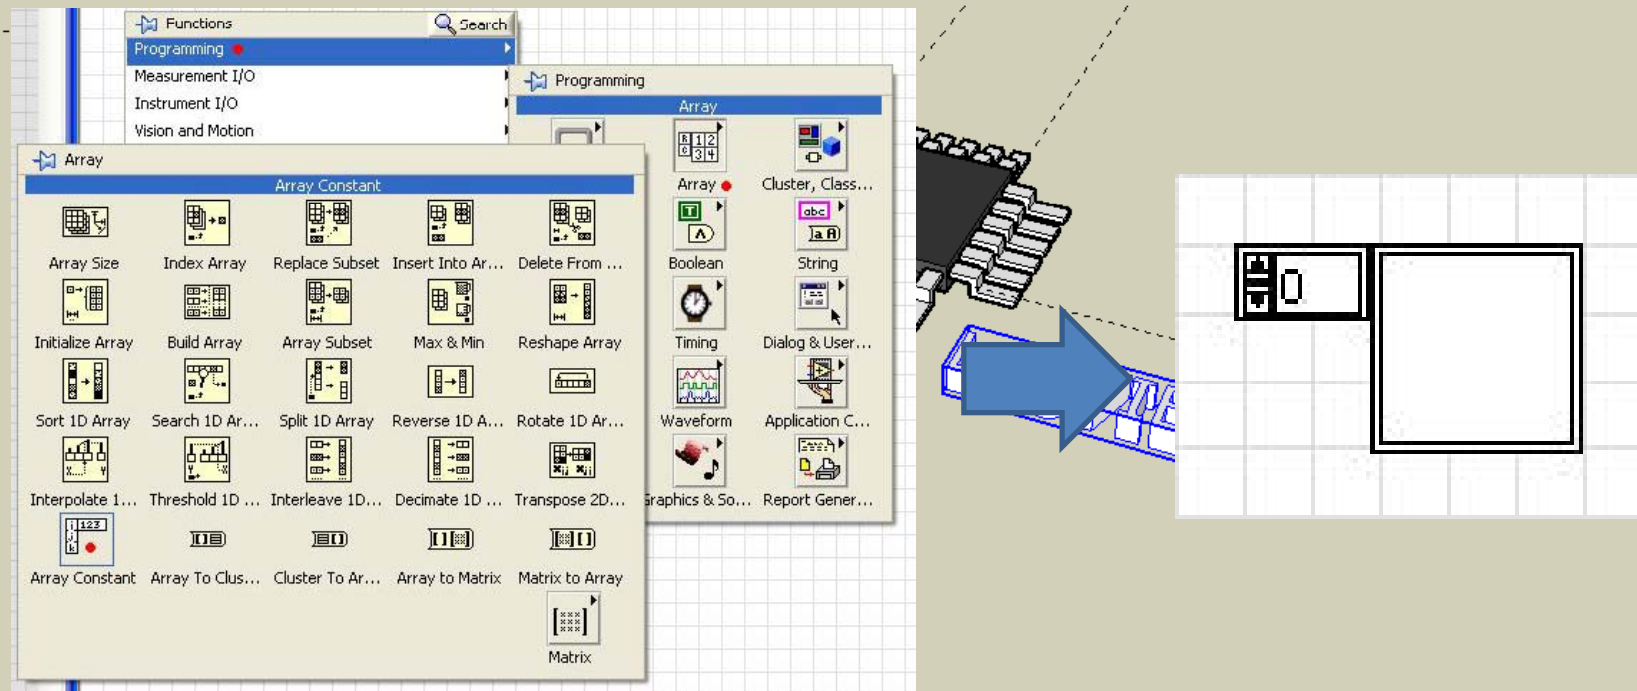 Functions
Search
Programming
Measurement I/O
Instrument I/O
Vision and Motion
Programming
Array
Array
Cluster, Class...
Boolean
String
Timing
Dialog & User...
Waveform
Application C...
Graphics & So...
Report Gener...
Array
Array Constant
Array Size
Index Array
Replace Subset
Insert Into Ar...
Delete From ...
Initialize Array
Build Array
Array Subset
Max & Min
Reshape Array
Sort 1D Array
Search 1D Ar...
Split 1D Array
Reverse 1D A...
Rotate 1D Ar...
Interpolate 1...
Threshold 1D ...
Interleave 1D...
Decimate 1D ...
Transpose 2D...
Array Constant
Array To Clus...
Cluster To Ar...
Array to Matrix
Matrix to Array
Matrix
0